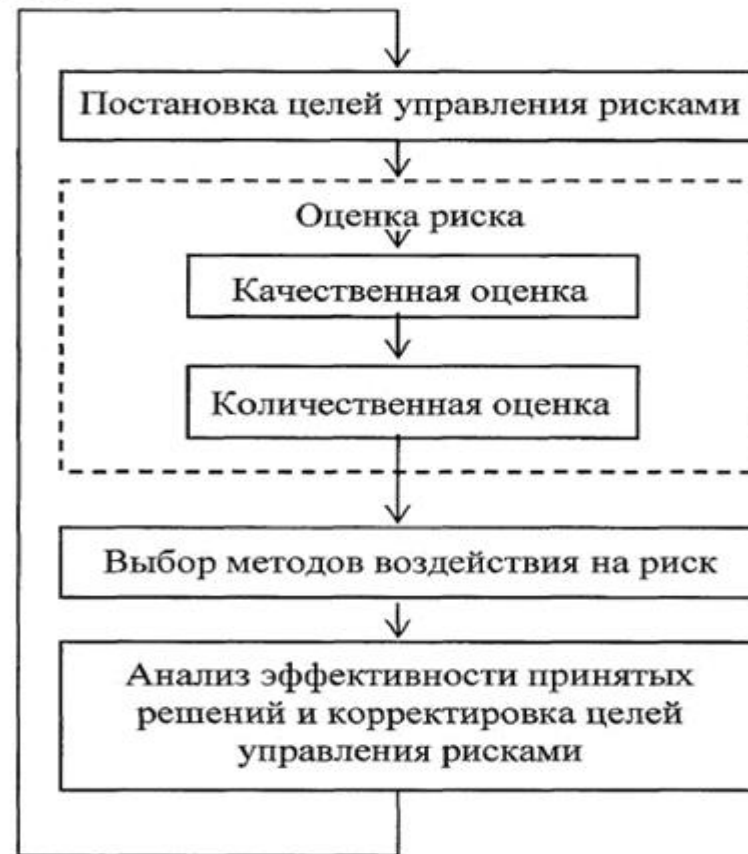 Постановка целей управления рисками
Оценка риска
Качественная оценка
Количественная оценка
Выбор методов воздействия на риск
Анализ эффективности принятых
решений и корректировка целей
управления рисками